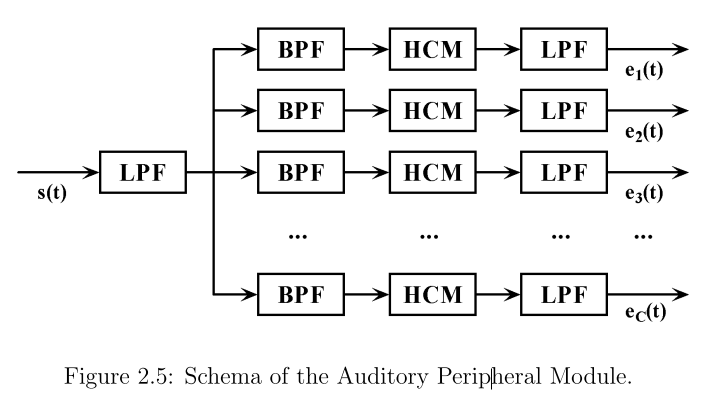 BPF HCM LPF
e1(t)
BPF HCM LPF
e2(t)
LPF BPF HCM LPF
s(t) e3(t)
... ... ... ...
BPF HCM LPF
eC(t)
Figure 2.5: Schema of the Auditory Peripheral Module.